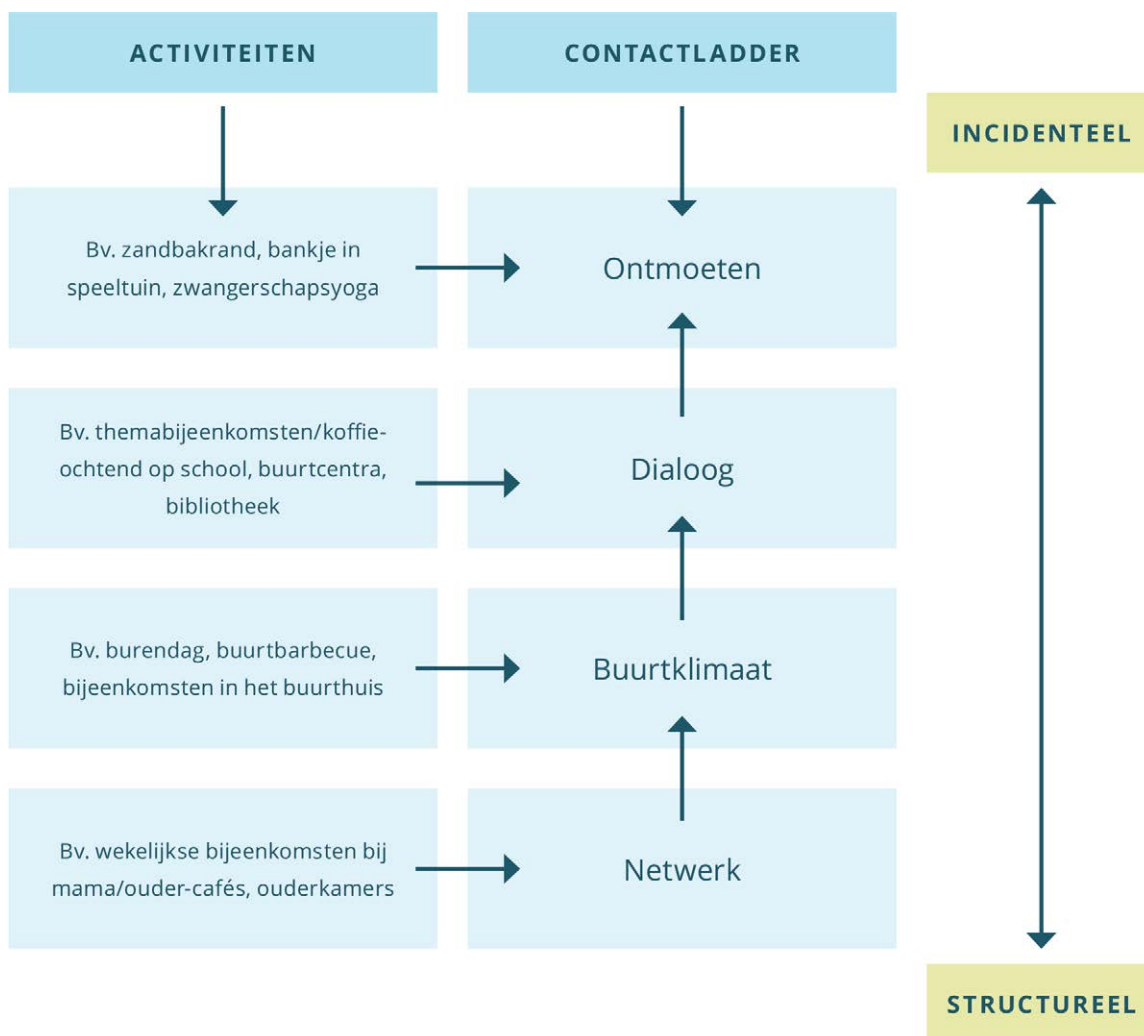 ACTIVITEITEN
CONTACTLADDER
INCIDENTEEL
Bv. zandbakrand, bankje in
speeltuin, zwangerschapsyoga
Ontmoeten
Bv. themabijeenkomsten/koffie-
ochtend op school, buurtcentra,
bibliotheek
Dialoog
Bv. burendag, buurtbarbecue,
bijeenkomsten in het buurthuis
Buurtklimaat
Bv. wekelijkse bijeenkomsten bij
mama/ouder-cafés, ouderkamers
Netwerk
STRUCTUREEL